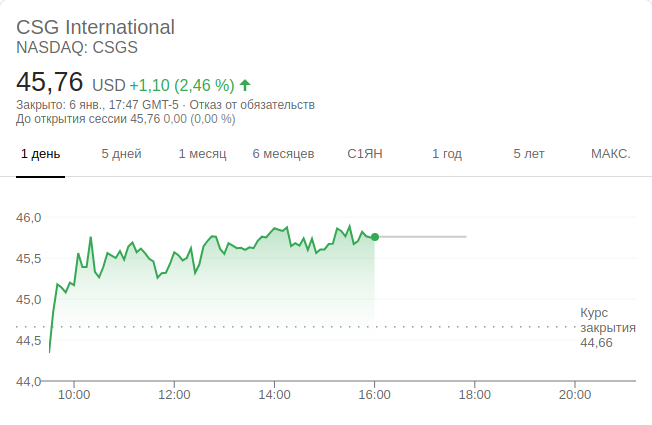 CSG International
NASDAQ: CSGS
45,76 USD +1,10 (2,46 %)
Закрыто: 6 янв., 17:47 GMT-5 · Отказ от обязательств
До открытия сессии 45,76 0,00 (0,00 %)
1 день 5 дней 1 месяц 6 месяцев С1ЯН 1 год 5 лет МАКС.
46,0
45,5
45,0
Курс
закрытия
44,66
44,5
44,0
10:00 12:00 14:00 16:00 18:00 20:00